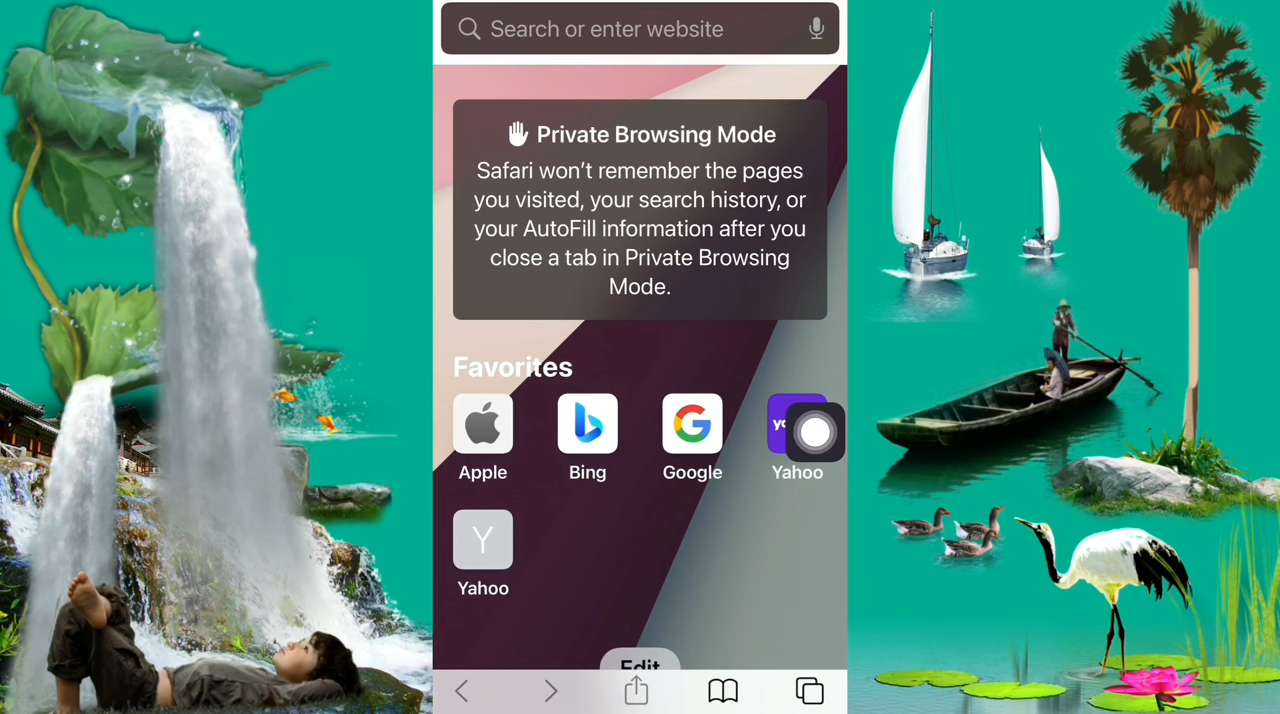 Search or enter website
Private Browsing Mode
Safari won’t remember the pages
you visited, your search history, or
your AutoFill information after you
close a tab in Private Browsing
Mode.
Favorites
Apple
Bing
Google
Yahoo
Y
Yahoo
Edit